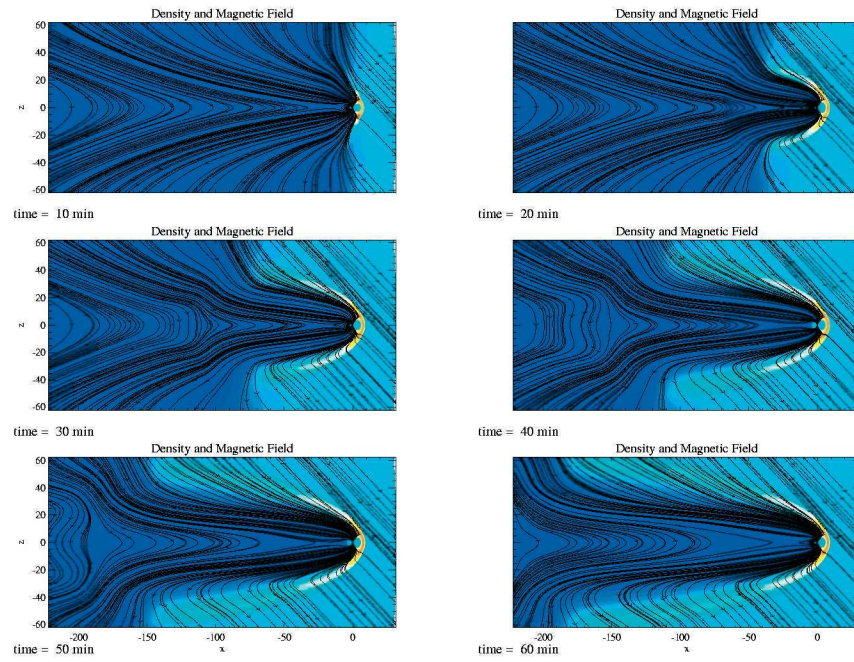 Density and Magnetic Field Density and Magnetic Field
60
40
20
z 0
-20
-40
-60
time = 10 min time = 20 min
Density and Magnetic Field Density and Magnetic Field
60
40
20
z 0
-20
-40
-60
time = 30 min time = 40 min
Density and Magnetic Field Density and Magnetic Field
60
40
20
z 0
-20
-40
-60
-200 -150 -100 -50 0 -200 -150 -100 -50 0
time = 50 min x time = 60 min x